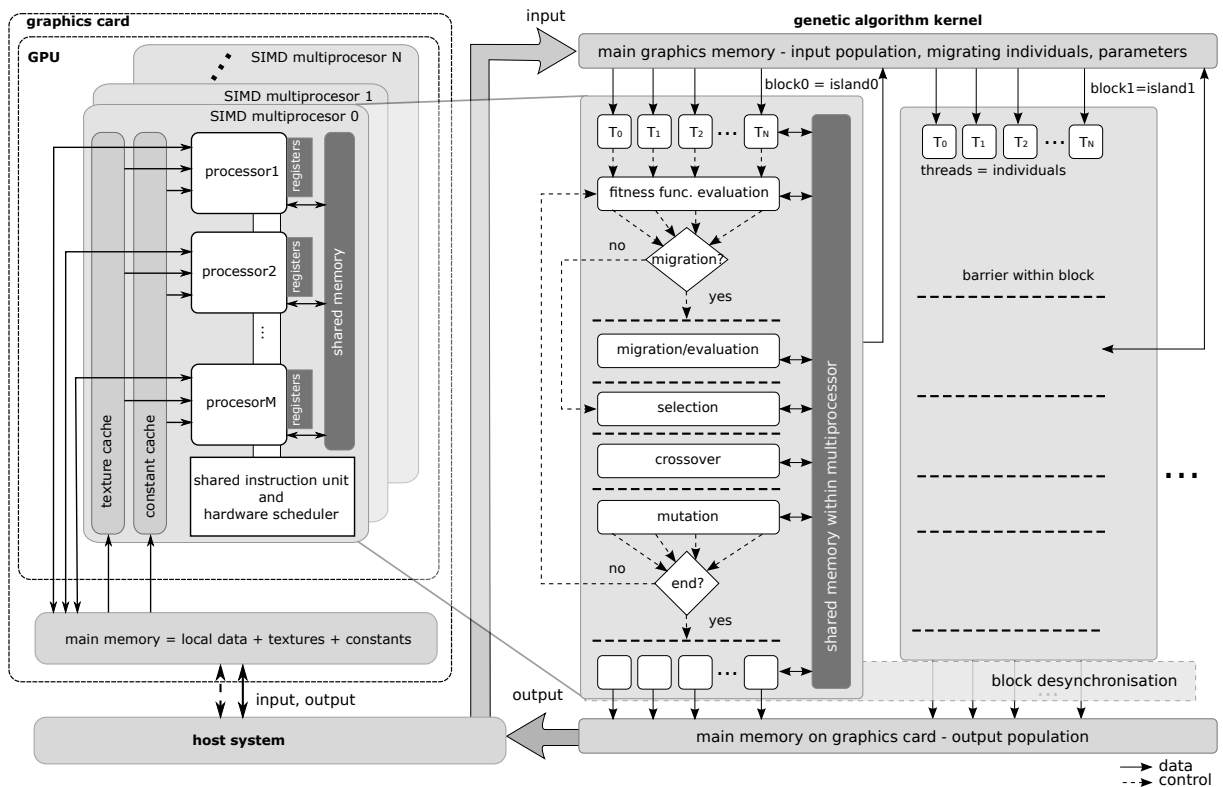 graphics card
GPU
SIMD multiprocesor N
SIMD multiprocesor 1
SIMD multiprocesor 0
texture cache
constant cache
processor1
registers
processor2
registers
...
procesorM
registers
shared memory
shared instruction unit
and
hardware scheduler
main memory = local data + textures + constants
input, output
host system
input
output
genetic algorithm kernel
main graphics memory - input population, migrating individuals, parameters
block0 = island0
T0
T1
T2
...
TN
fitness func. evaluation
no
migration?
yes
migration/evaluation
selection
crossover
mutation
no
end?
yes
...
shared memory within multiprocessor
block1=island1
T0
T1
T2
...
TN
threads = individuals
barrier within block
...
block desynchronisation
...
main memory on graphics card - output population
data
control